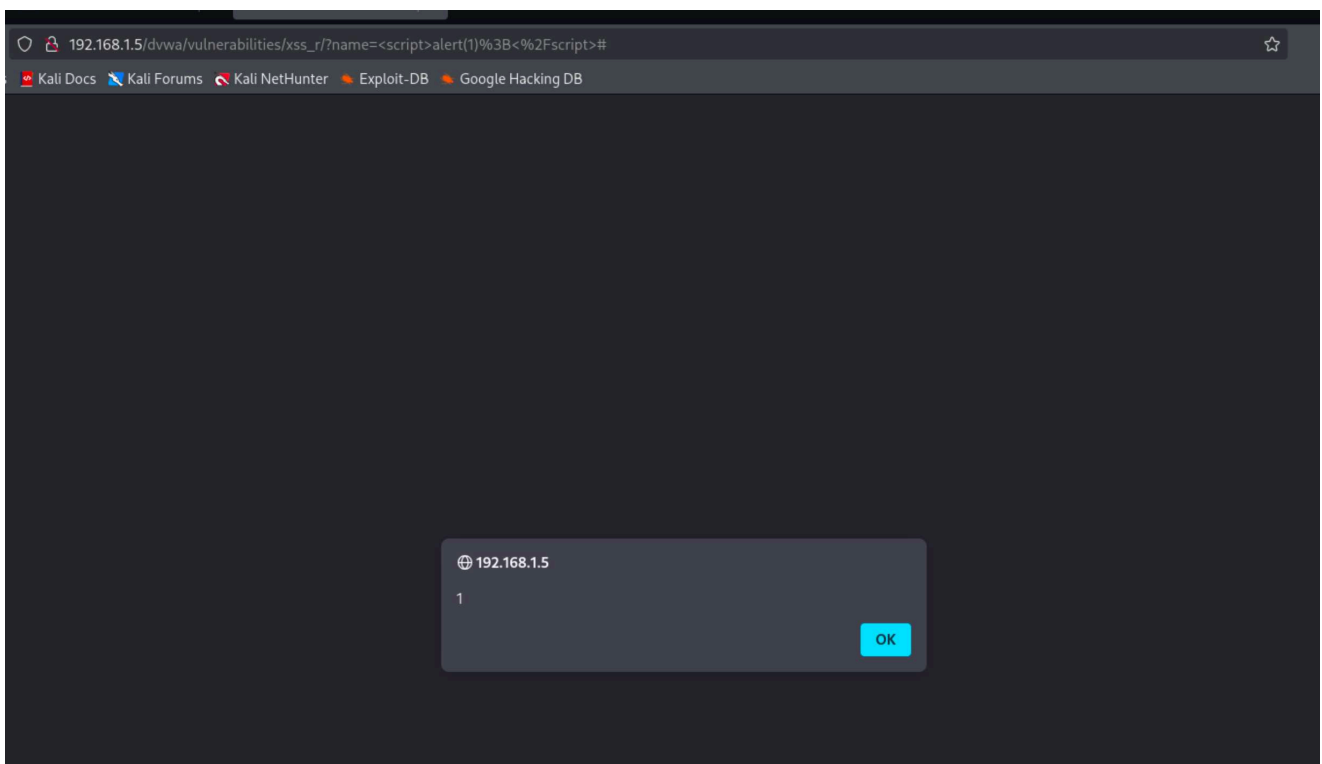 192.168.1.5/dvwa/vulnerabilities/xss_r/?name=<script>alert(1)%3B<%2Fscript>#
Kali Docs Kali Forums Kali NetHunter Exploit-DB Google Hacking DB
192.168.1.5
1
OK